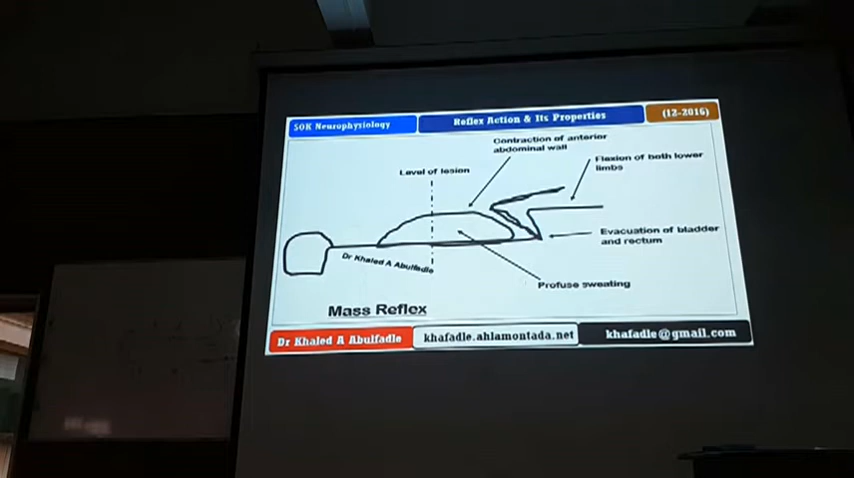 SOK Neurophysiology
Reflex Action & Its Properties
(12-2016)
Contraction of anterior
abdominal wall
Flexion of both lower
limbs
Level of lesion
Evacuation of bladder
and rectum
Dr Khaled A Abulfadle
Profuse sweating
Mass Reflex
Dr Khaled A Abulfadle
khafadle.ahlamontada.net
khafadle@gmail.com